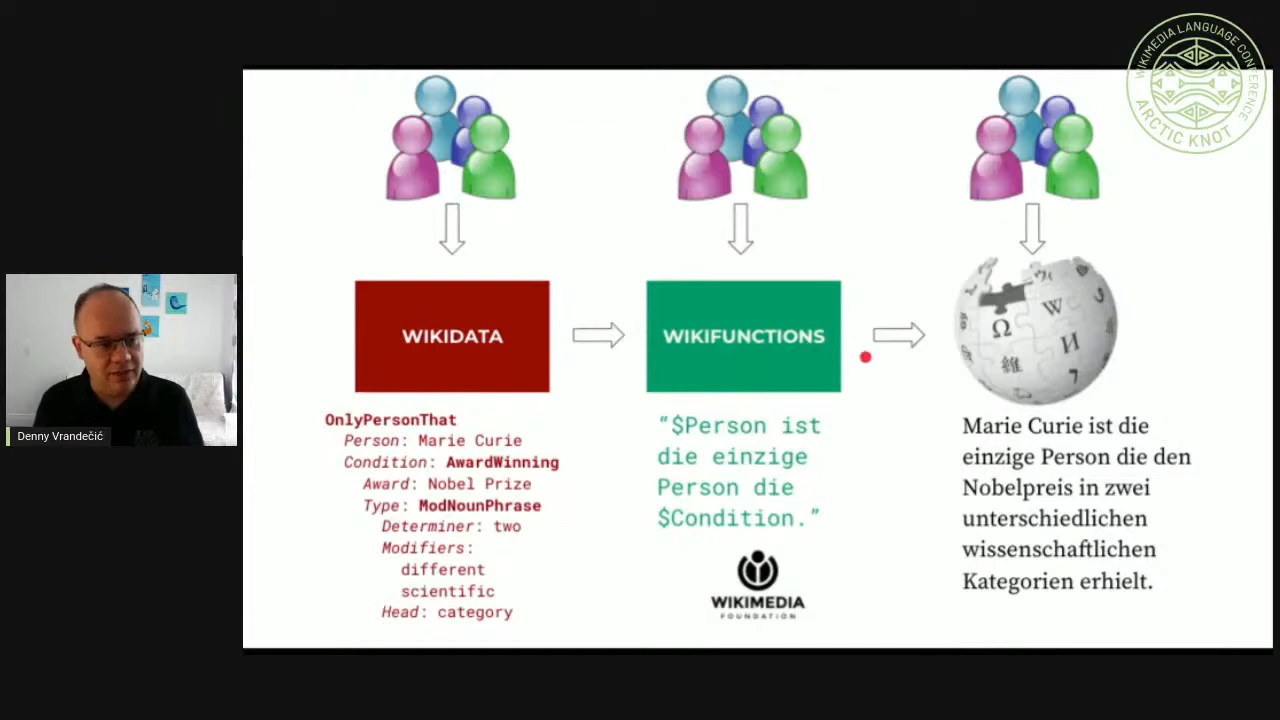 WIKIMEDIA LANGUAGE CONFERENCE
ARCTIC KNOT
WIKIDATA
WIKIFUNCTIONS
Ω
W
И
維
OnlyPersonThat
Person: Marie Curie
Condition: AwardWinning
Award: Nobel Prize
Type: ModNounPhrase
Determiner: two
Modifiers:
different
scientific
Head: category
“$Person ist
die einzige
Person die
$Condition.”
WIKIMEDIA
FOUNDATION
Marie Curie ist die
einzige Person die den
Nobelpreis in zwei
unterschiedlichen
wissenschaftlichen
Kategorien erhielt.
Denny Vrandečić